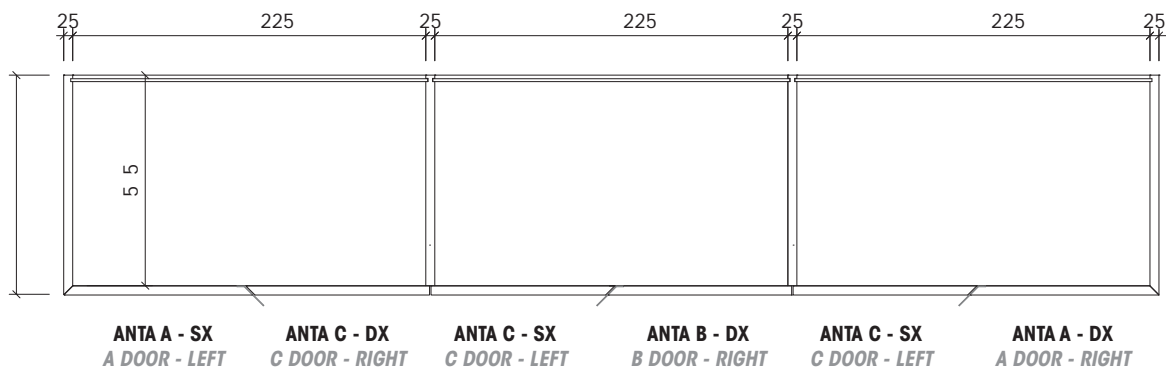 25 225 25 225 25 225 25
5 5
ANTA A - SX ANTA C - DX ANTA C - SX ANTA B - DX ANTA C - SX ANTA A - DX
A DOOR - LEFT C DOOR - RIGHT C DOOR - LEFT B DOOR - RIGHT C DOOR - LEFT A DOOR - RIGHT